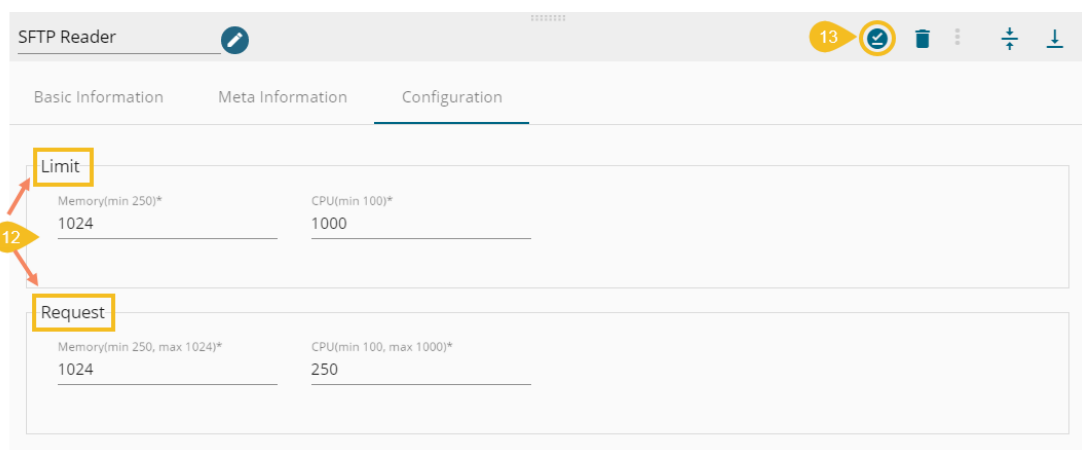 SFTP Reader
13
Basic Information Meta Information Configuration
Limit
Memory(min 250)* CPU(min 100)*
1024 1000
12
Request
Memory(min 250, max 1024)* CPU(min 100, max 1000)*
1024 250